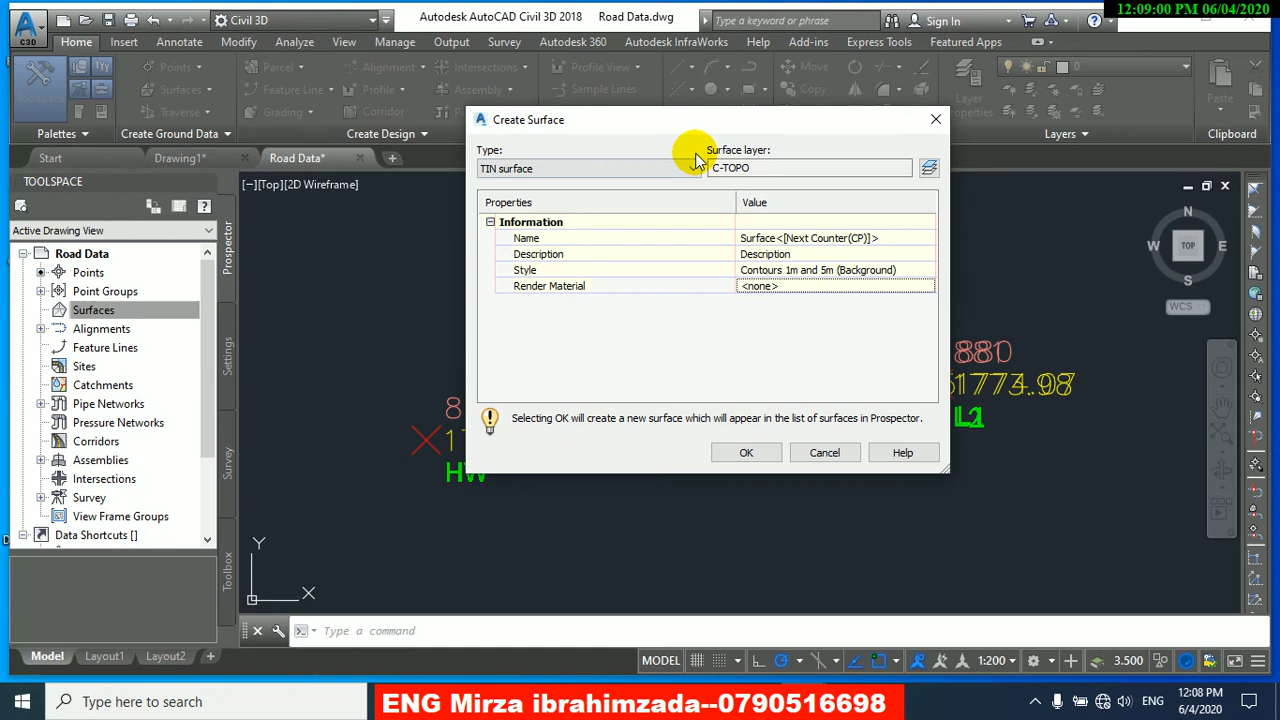 12:09:00 PM 06/04/2020
Civil 3D
Autodesk AutoCAD Civil 3D 2018 Road Data.dwg
Type a keyword or phrase
Sign In
C3D
Home Insert Annotate Modify Analyze View Manage Output Survey Autodesk 360 Autodesk InfraWorks Help Add-ins Express Tools Featured Apps
Toolspace
Points
Surfaces
Traverse
Parcel
Feature Line
Grading
Alignment
Profile
Corridor
Intersections
Assembly
Pipe Network
Profile View
Sample Lines
Move
Copy
Layer
Properties
0
Paste
Palettes
Create Ground Data
Create Design
Layers
Clipboard
Start
Drawing1*
Road Data*
TOOLSPACE
Active Drawing View
Road Data
Points
Point Groups
Surfaces
Alignments
Feature Lines
Sites
Catchments
Pipe Networks
Pressure Networks
Corridors
Assemblies
Intersections
Survey
View Frame Groups
Data Shortcuts []
Prospector
Settings
Survey
Toolbox
[−][Top][2D Wireframe]
Create Surface
Type:
TIN surface
Surface layer:
C-TOPO
Properties
Value
Information
Name
Surface<[Next Counter(CP)]>
Description
Description
Style
Contours 1m and 5m (Background)
Render Material
<none>
Selecting OK will create a new surface which will appear in the list of surfaces in Prospector.
OK
Cancel
Help
N
W
TOP
E
S
WCS
8
HW
Y
X
Type a command
Model
Layout1
Layout2
MODEL
1:200
3.500
Type here to search
ENG Mirza ibrahimzada--0790516698
ENG
12:08 PM
6/4/2020